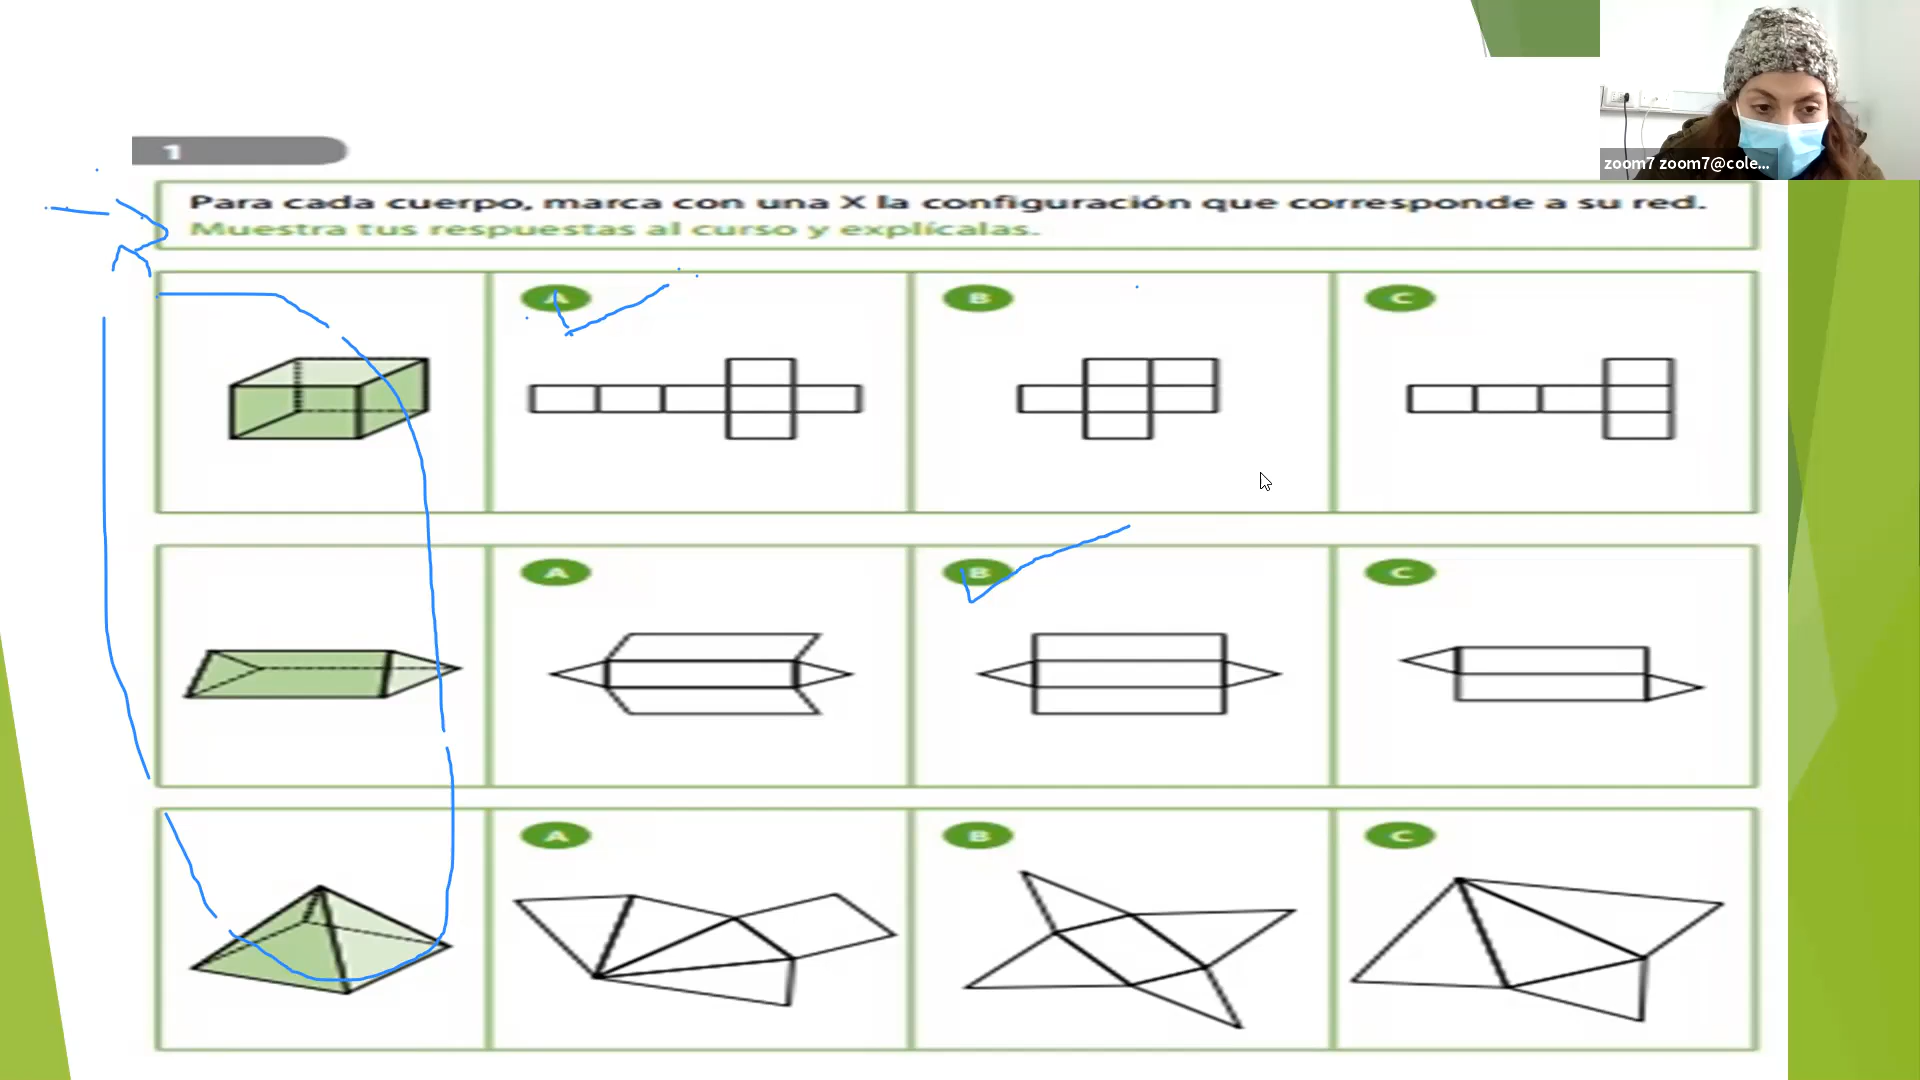 zoom7 zoom7@cole...
1
Para cada cuerpo, marca con una X la configuración que corresponde a su red.
Muestra tus respuestas al curso y explícalas.
A
B
C
A
B
C
A
B
C